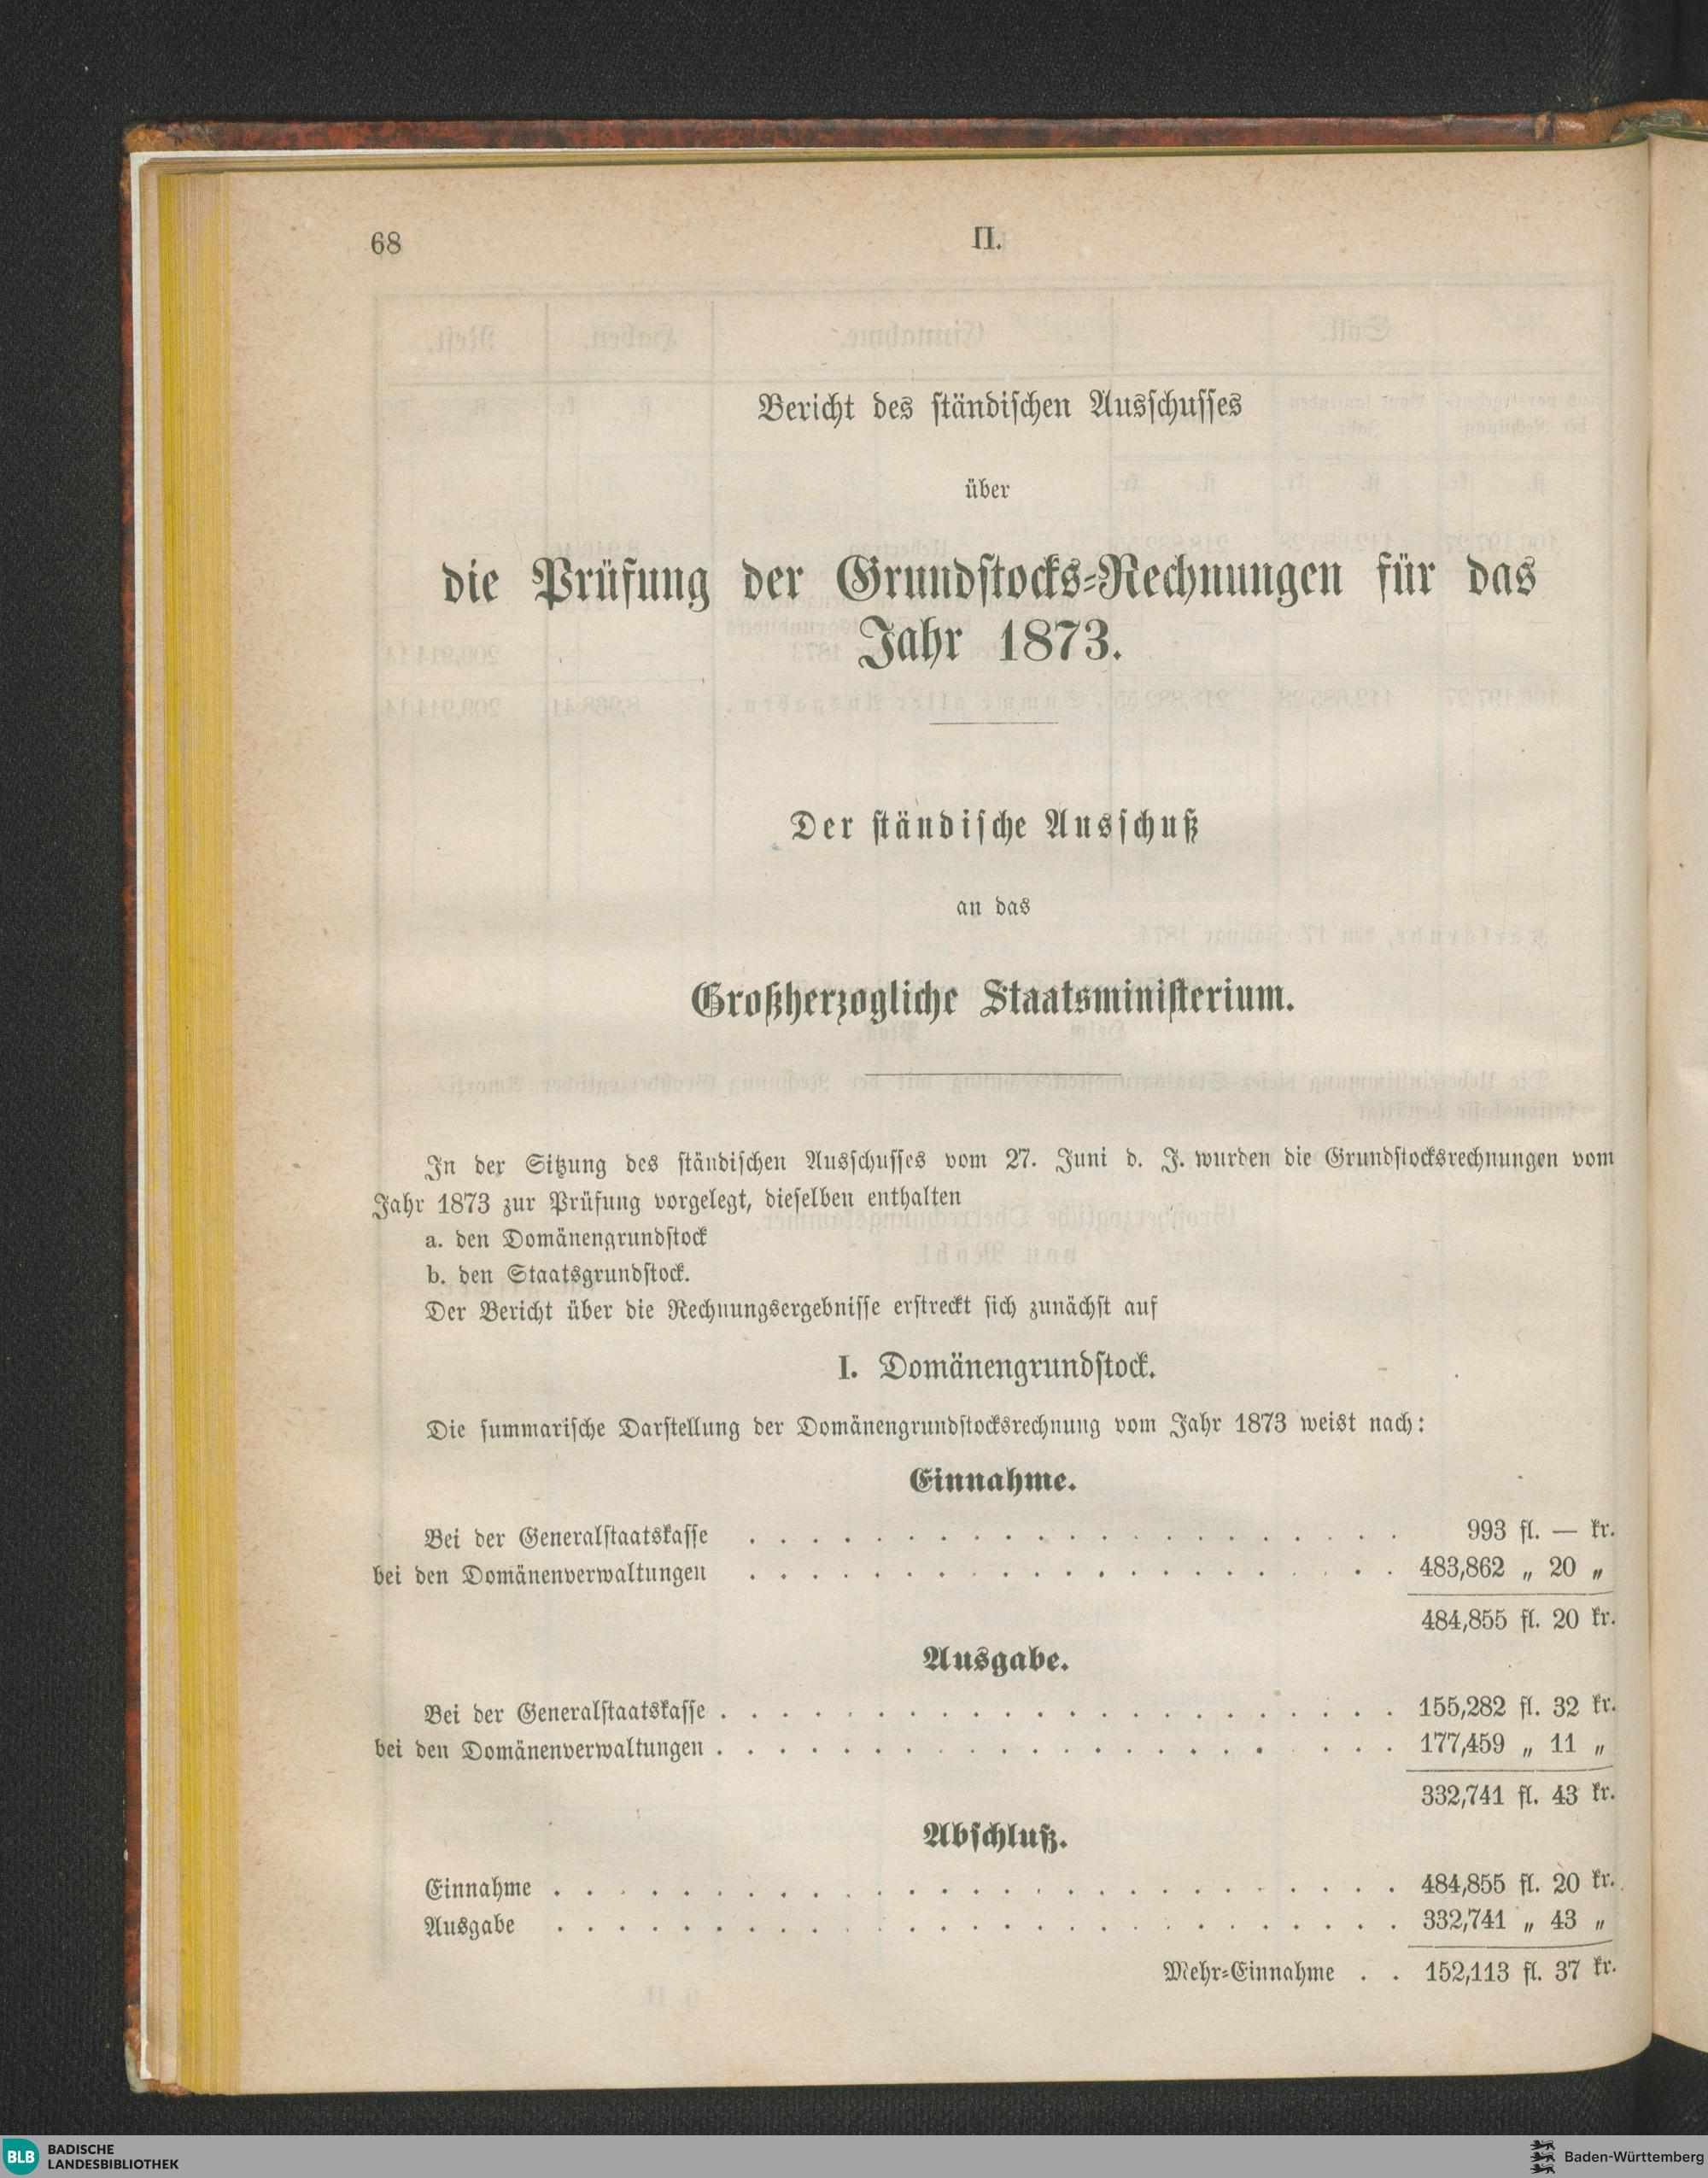 68
II.
Bericht des ständischen Ausschusses
über
die Prüfung der Grundstocks-Rechnungen für das
Jahr 1873.
Der ständische Ausschuß
an das
Großherzogliche Staatsministerium.
In der Sitzung des ständischen Ausschusses vom 27. Juni d. J. wurden die Grundstocksrechnungen vom
Jahr 1873 zur Prüfung vorgelegt, dieselben enthalten
a. den Domänengrundstock
b. den Staatsgrundstock.
Der Bericht über die Rechnungsergebnisse erstreckt sich zunächst auf
I. Domänengrundstock.
Die summarische Darstellung der Domänengrundstocksrechnung vom Jahr 1873 weist nach:
Einnahme.
Bei der Generalstaatskasse . . . . . . . . . . . . . . . . . . . . . 993 fl. — kr.
bei den Domänenverwaltungen . . . . . . . . . . . . . . . . . . . . . 483,862 „ 20 „
484,855 fl. 20 kr.
Ausgabe.
Bei der Generalstaatskasse . . . . . . . . . . . . . . . . . . . . . . 155,282 fl. 32 kr.
bei den Domänenverwaltungen . . . . . . . . . . . . . . . . . . . . . 177,459 „ 11 „
332,741 fl. 43 kr.
Abschluß.
Einnahme . . . . . . . . . . . . . . . . . . . . . . . . . . . 484,855 fl. 20 kr.
Ausgabe . . . . . . . . . . . . . . . . . . . . . . . . . . . 332,741 „ 43 „
Mehr-Einnahme . . 152,113 fl. 37 kr.
BLB BADISCHE
LANDESBIBLIOTHEK
Baden-Württemberg